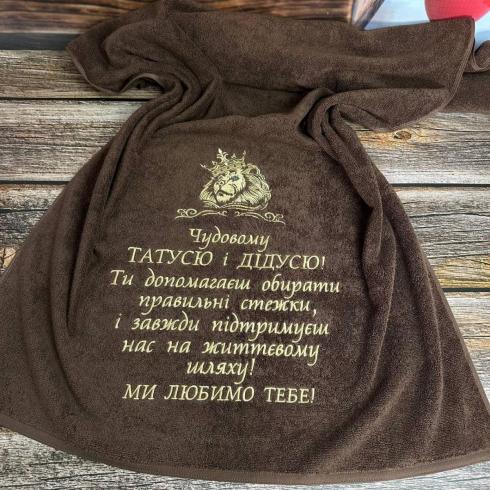 Чудовому
ТАТУСЮ і ДІДУСЮ!
Ти допомагаєш обирати
правильні стежки,
і завжди підтримуєш
нас на життєвому
шляху!
МИ ЛЮБИМО ТЕБЕ!